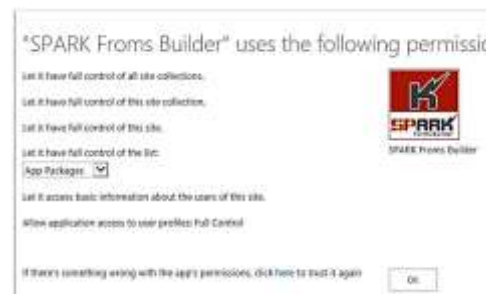 "SPARK Froms Builder" uses the following permissio
Let it have full control of all site collections.
Let it have full control of this site collection.
Let it have full control of this site.
Let it have full control of the list:
App Packages
Let it access basic information about the users of this site.
Allow application access to user profiles: Full Control
If there's something wrong with the app's permissions, click here to trust it again
SPARK
SPARK Froms Builder
OK